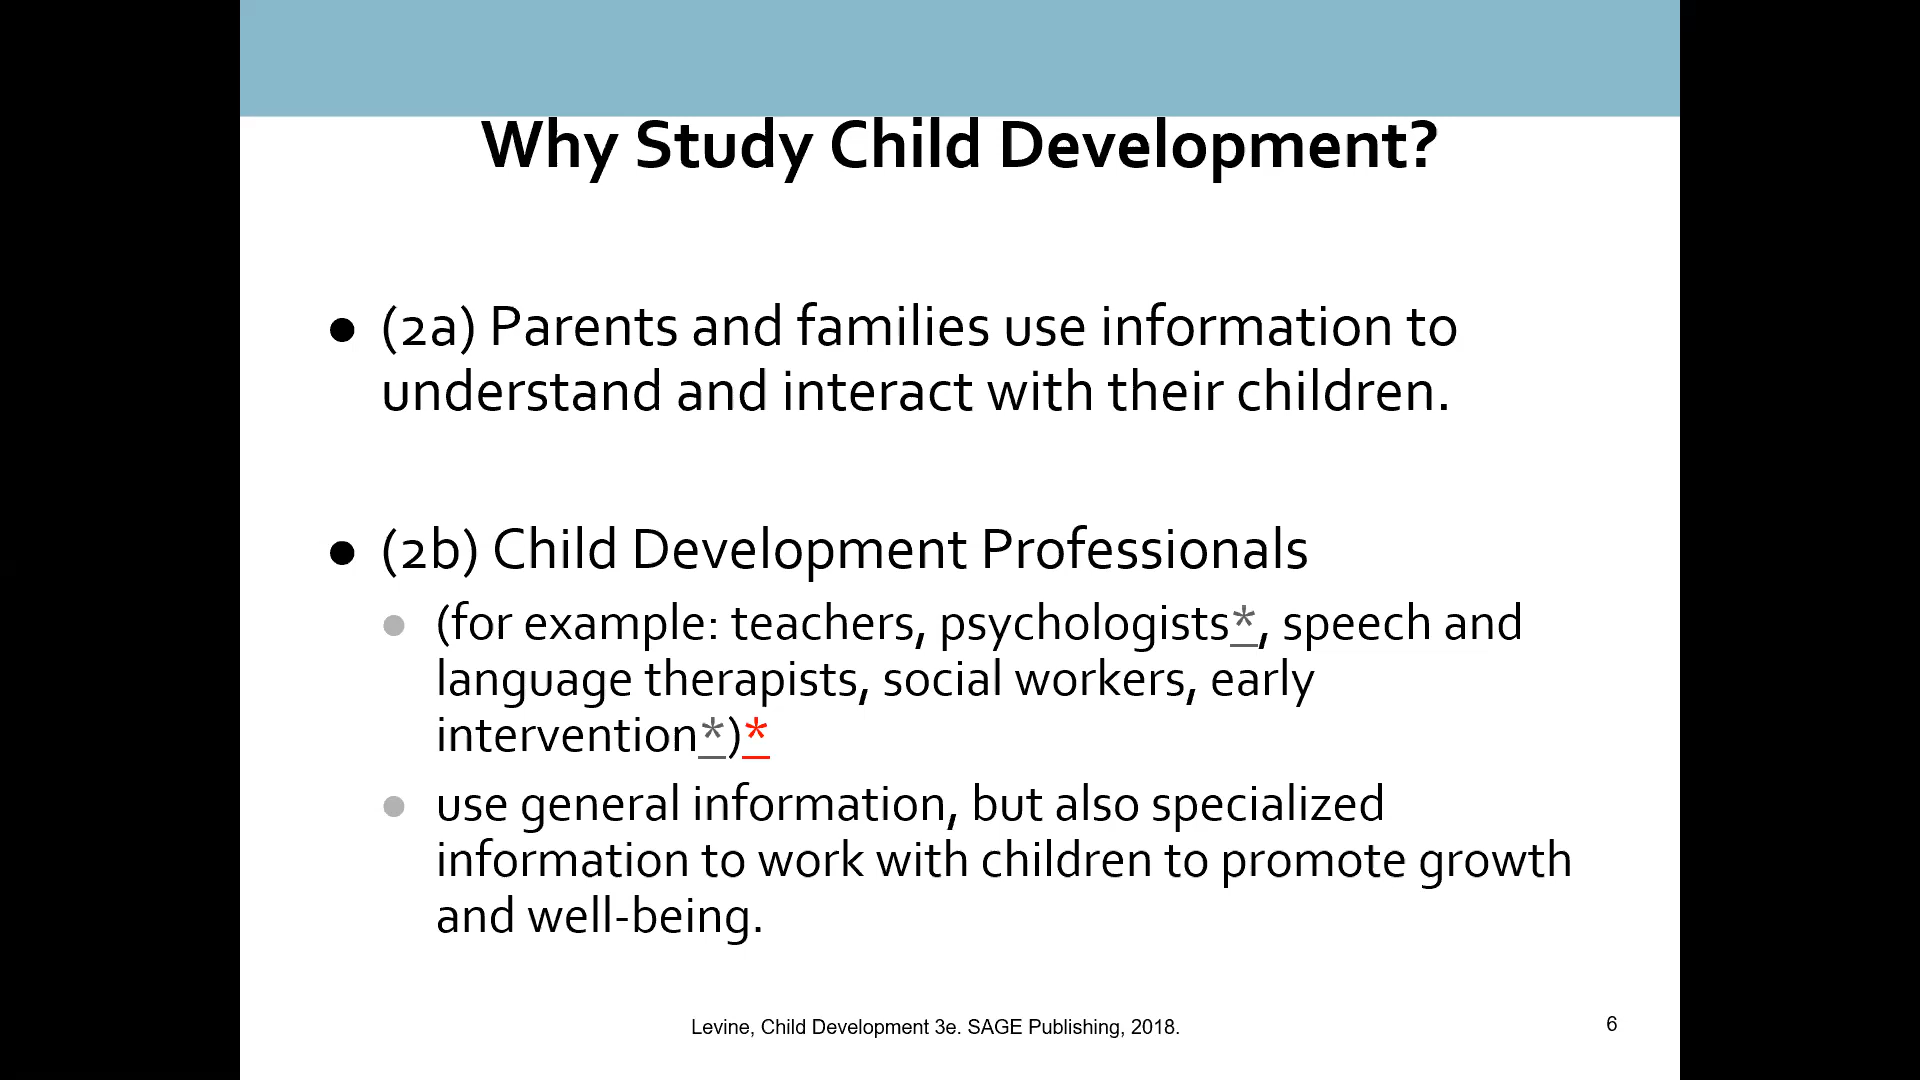 Why Study Child Development?
● (2a) Parents and families use information to
understand and interact with their children.
● (2b) Child Development Professionals
● (for example: teachers, psychologists*, speech and
language therapists, social workers, early
intervention*)*
● use general information, but also specialized
information to work with children to promote growth
and well-being.
Levine, Child Development 3e. SAGE Publishing, 2018.
6